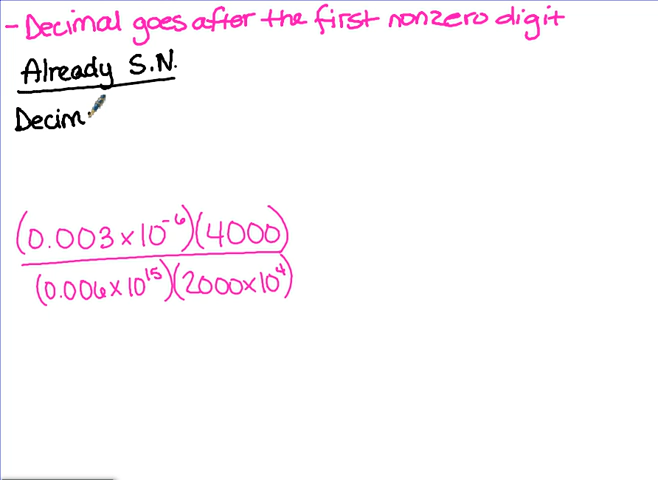 - Decimal goes after the first nonzero digit
Already S.N.
Decim
(0.003 x 10⁻⁶)(4000)
(0.006 x 10¹⁵)(2000 x 10⁴)